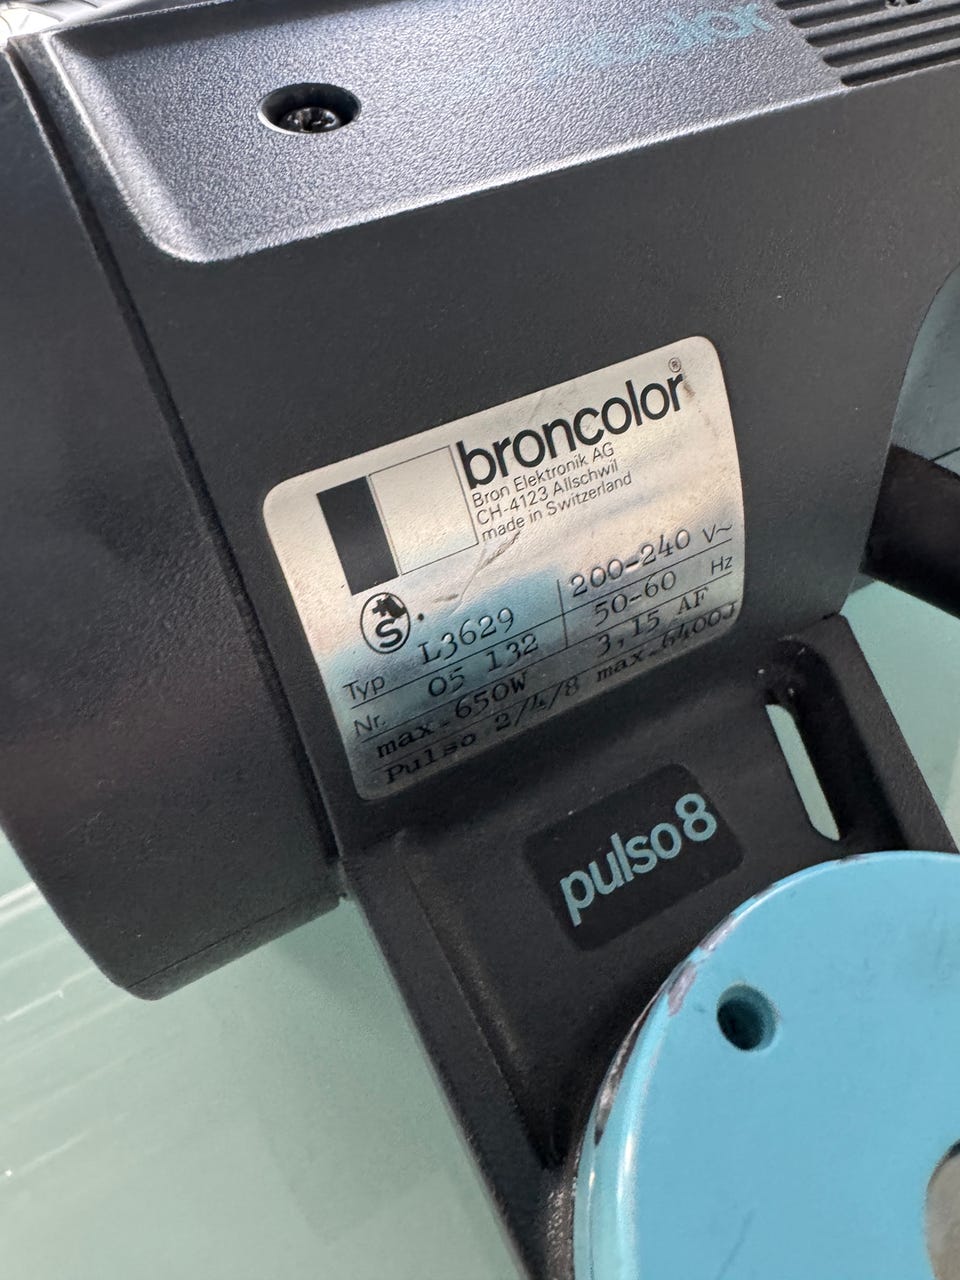 broncolor
broncolor®
Bron Elektronik AG
CH-4123 Allschwil
made in Switzerland
S
Typ L3629 200-240 V~
Nr. 05 132 50-60 Hz
max. 650W 3,15 AF
Pulso 2/4/8 max. 6400J
pulso8